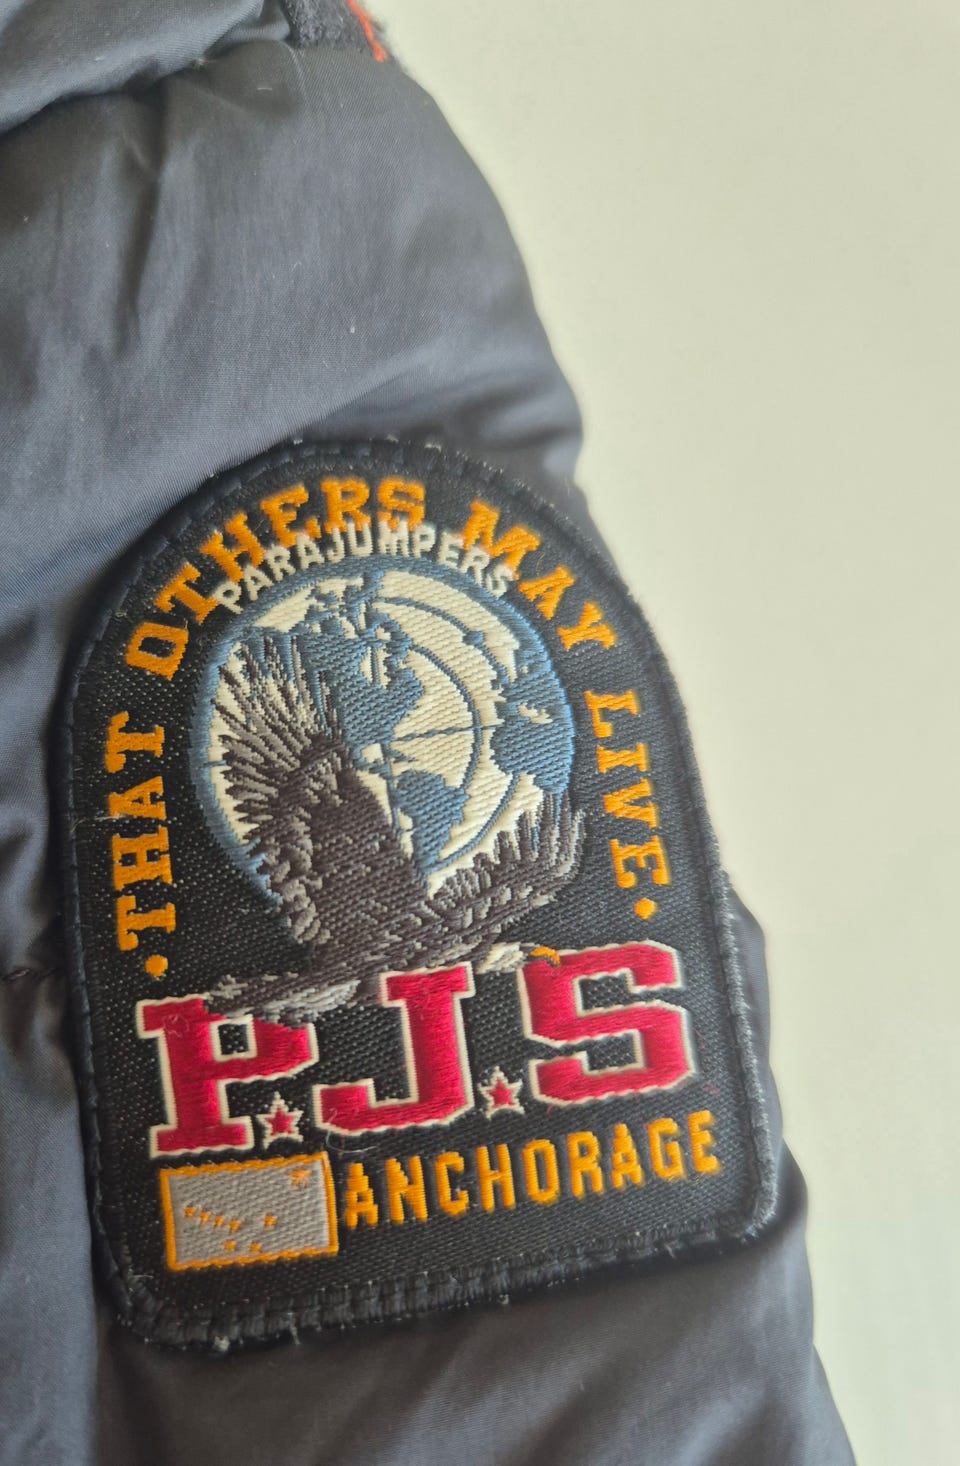 ·THAT OTHERS MAY LIVE·
PARAJUMPERS
P★J★S
ANCHORAGE